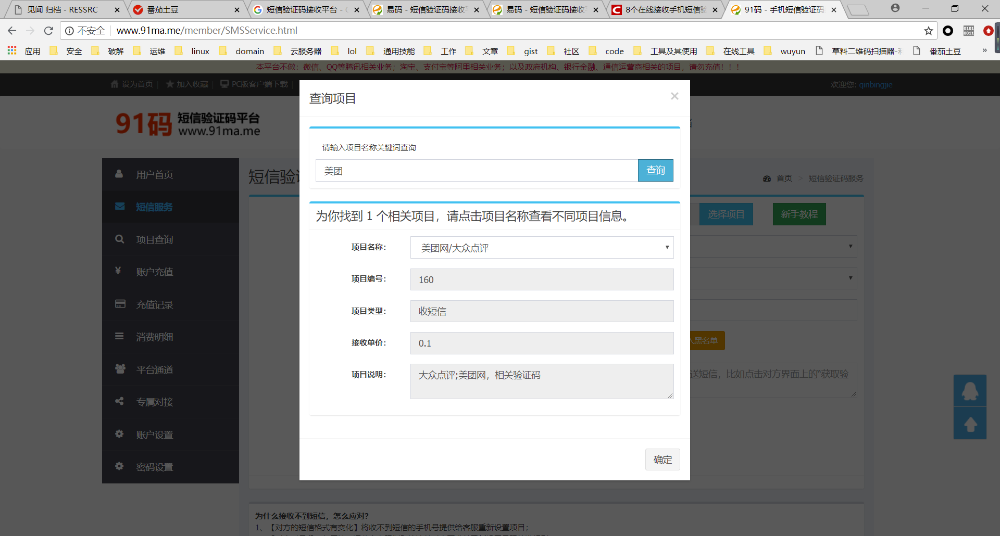 见闻 归档 - RESSRC
番茄土豆
短信验证码接收平台 -
易码 - 短信验证码接收
易码 - 短信验证码接收
8个在线接收手机短信验
91码 - 手机短信验证码
不安全 www.91ma.me/member/SMSService.html
应用 安全 破解 运维 linux domain 云服务器 lol 通用技能 工作 文章 gist 社区 code 工具及其使用 在线工具 wuyun 草料二维码扫描器- 番茄土豆 »
本平台不做：微信、QQ等腾讯相关业务；淘宝、支付宝等阿里相关业务；以及政府机构、银行金融、通信运营商相关的项目，请勿充值！！！
设为首页 | 加入收藏 | PC版客户端下载 |
欢迎您: qinbingjie
91码 短信验证码平台
www.91ma.me
用户首页
短信服务
项目查询
账户充值
充值记录
消费明细
平台通道
专属对接
账户设置
密码设置
短信验
首页 > 短信验证码服务
选择项目
新手教程
黑名单
送短信，比如点击对方界面上的“获取验
查询项目
×
请输入项目名称关键词查询
美团
查询
为你找到 1 个相关项目，请点击项目名称查看不同项目信息。
项目名称： 美团网/大众点评
项目编号： 160
项目类型： 收短信
接收单价： 0.1
项目说明： 大众点评;美团网，相关验证码
确定
为什么接收不到短信，怎么应对?
1、【对方的短信格式有变化】将收不到短信的手机号提供给客服重新设置项目；